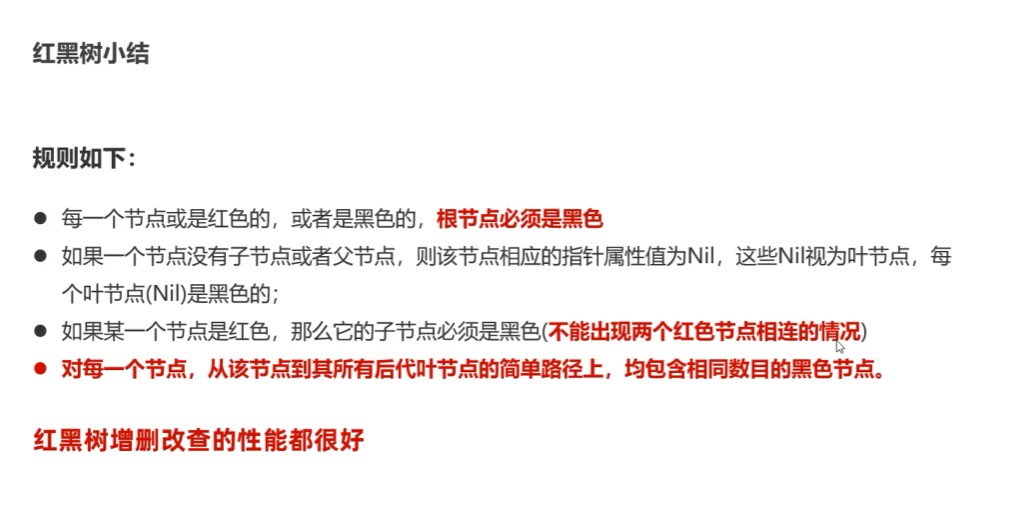 红黑树小结
规则如下：
● 每一个节点或是红色的，或者是黑色的，根节点必须是黑色
● 如果一个节点没有子节点或者父节点，则该节点相应的指针属性值为Nil，这些Nil视为叶节点，每
个叶节点(Nil)是黑色的；
● 如果某一个节点是红色，那么它的子节点必须是黑色(不能出现两个红色节点相连的情况)
● 对每一个节点，从该节点到其所有后代叶节点的简单路径上，均包含相同数目的黑色节点。
红黑树增删改查的性能都很好